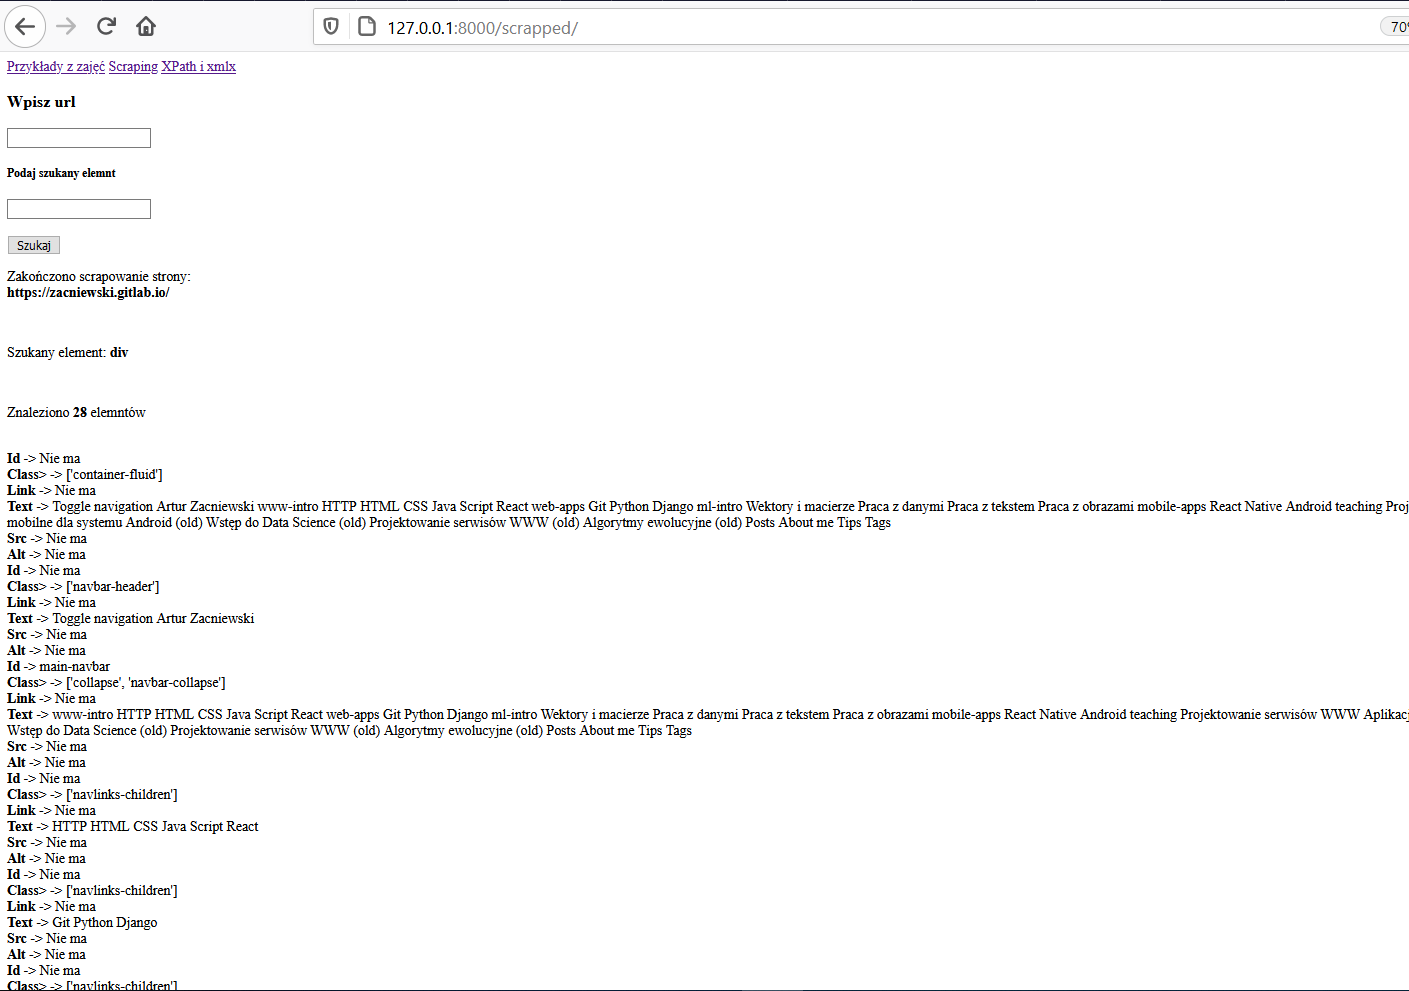 127.0.0.1:8000/scrapped/
70%
Przykłady z zajęć Scraping XPath i xmlx
Wpisz url
Podaj szukany elemnt
Szukaj
Zakończono scrapowanie strony:
https://zacniewski.gitlab.io/
Szukany element: div
Znaleziono 28 elemntów
Id -> Nie ma
Class> -> ['container-fluid']
Link -> Nie ma
Text -> Toggle navigation Artur Zacniewski www-intro HTTP HTML CSS Java Script React web-apps Git Python Django ml-intro Wektory i macierze Praca z danymi Praca z tekstem Praca z obrazami mobile-apps React Native Android teaching Proj
mobilne dla systemu Android (old) Wstęp do Data Science (old) Projektowanie serwisów WWW (old) Algorytmy ewolucyjne (old) Posts About me Tips Tags
Src -> Nie ma
Alt -> Nie ma
Id -> Nie ma
Class> -> ['navbar-header']
Link -> Nie ma
Text -> Toggle navigation Artur Zacniewski
Src -> Nie ma
Alt -> Nie ma
Id -> main-navbar
Class> -> ['collapse', 'navbar-collapse']
Link -> Nie ma
Text -> www-intro HTTP HTML CSS Java Script React web-apps Git Python Django ml-intro Wektory i macierze Praca z danymi Praca z tekstem Praca z obrazami mobile-apps React Native Android teaching Projektowanie serwisów WWW Aplikacj
Wstęp do Data Science (old) Projektowanie serwisów WWW (old) Algorytmy ewolucyjne (old) Posts About me Tips Tags
Src -> Nie ma
Alt -> Nie ma
Id -> Nie ma
Class> -> ['navlinks-children']
Link -> Nie ma
Text -> HTTP HTML CSS Java Script React
Src -> Nie ma
Alt -> Nie ma
Id -> Nie ma
Class> -> ['navlinks-children']
Link -> Nie ma
Text -> Git Python Django
Src -> Nie ma
Alt -> Nie ma
Id -> Nie ma
Class> -> ['navlinks-children']